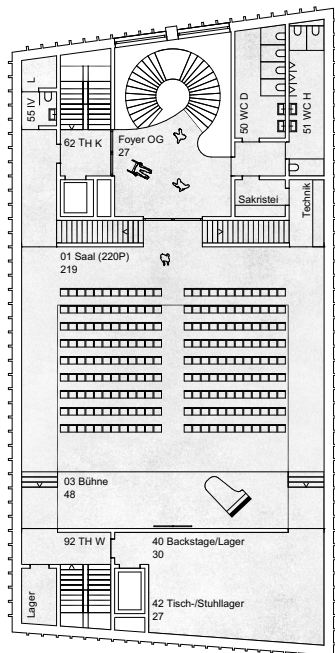 L
55 IV
62 TH K
Foyer OG
27
50 WC D
51 WC H
Sakristei
Technik
01 Saal (220P)
219
03 Bühne
48
92 TH W
40 Backstage/Lager
30
Lager
42 Tisch-/Stuhllager
27